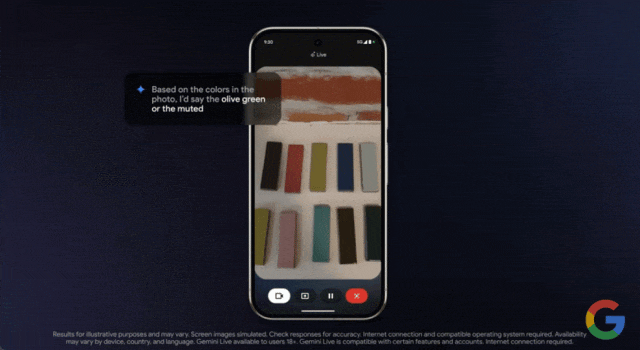 9:30
5G
Live
Based on the colors in the
photo, I'd say the olive green
or the muted
Results for illustrative purposes and may vary. Screen images simulated. Check responses for accuracy. Internet connection and compatible operating system required. Availability
may vary by device, country, and language. Gemini Live available to users 18+. Gemini Live is compatible with certain features and accounts. Internet connection required.